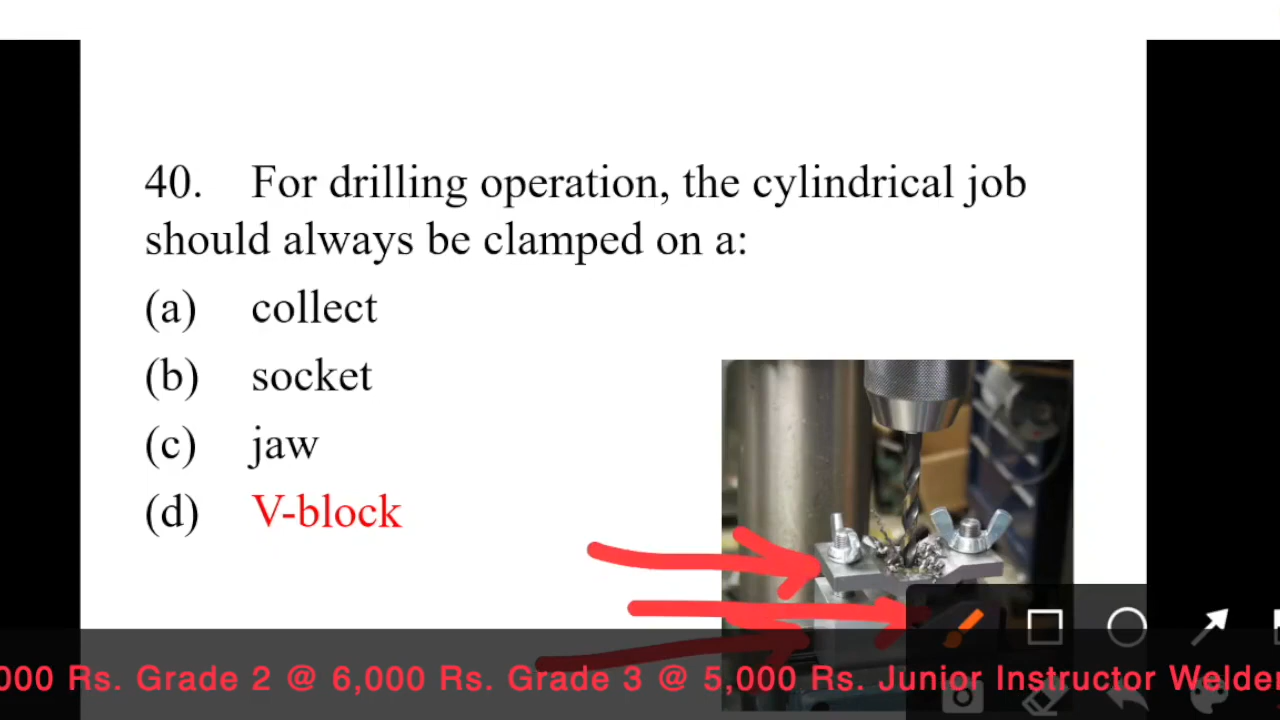 40. For drilling operation, the cylindrical job
should always be clamped on a:
(a) collect
(b) socket
(c) jaw
(d) V-block
000 Rs. Grade 2 @ 6,000 Rs. Grade 3 @ 5,000 Rs. Junior Instructor Welder